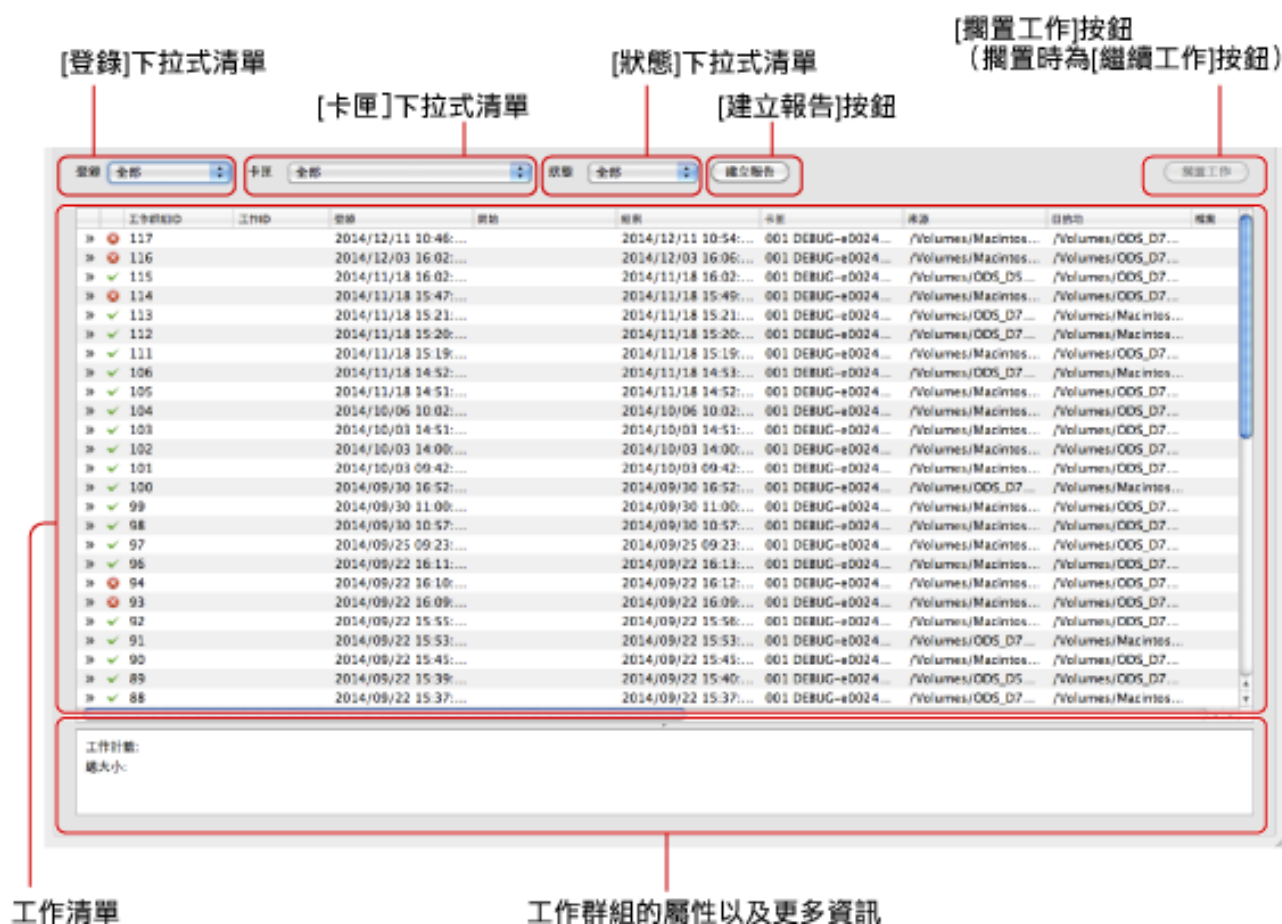 [擱置工作]按鈕
(擱置時為[繼續工作]按鈕)
[登錄]下拉式清單
[狀態]下拉式清單
[卡匣]下拉式清單
[建立報告]按鈕
登錄 全部 卡匣 全部 狀態 全部 建立報告 擱置工作
工作群組ID 工作ID 登錄 開始 結束 卡匣 來源 目的地 檔案
117 2014/12/11 10:46:... 2014/12/11 10:54:... 001 DEBUG-e0024... /Volumes/Macintos... /Volumes/ODS_D7...
116 2014/12/03 16:02:... 2014/12/03 16:06:... 001 DEBUG-e0024... /Volumes/Macintos... /Volumes/ODS_D7...
115 2014/11/18 16:02:... 2014/11/18 16:02:... 001 DEBUG-e0024... /Volumes/ODS_D5... /Volumes/ODS_D7...
114 2014/11/18 15:47:... 2014/11/18 15:49:... 001 DEBUG-e0024... /Volumes/Macintos... /Volumes/ODS_D7...
113 2014/11/18 15:21:... 2014/11/18 15:21:... 001 DEBUG-e0024... /Volumes/ODS_D7... /Volumes/Macintos...
112 2014/11/18 15:20:... 2014/11/18 15:20:... 001 DEBUG-e0024... /Volumes/Macintos... /Volumes/ODS_D7...
111 2014/11/18 15:19:... 2014/11/18 15:19:... 001 DEBUG-e0024... /Volumes/Macintos... /Volumes/ODS_D7...
106 2014/11/18 14:52:... 2014/11/18 14:53:... 001 DEBUG-e0024... /Volumes/ODS_D7... /Volumes/Macintos...
105 2014/11/18 14:51:... 2014/11/18 14:52:... 001 DEBUG-e0024... /Volumes/Macintos... /Volumes/ODS_D7...
104 2014/10/06 10:02:... 2014/10/06 10:02:... 001 DEBUG-e0024... /Volumes/Macintos... /Volumes/ODS_D7...
103 2014/10/03 14:51:... 2014/10/03 14:51:... 001 DEBUG-e0024... /Volumes/Macintos... /Volumes/ODS_D7...
102 2014/10/03 14:00:... 2014/10/03 14:00:... 001 DEBUG-e0024... /Volumes/Macintos... /Volumes/ODS_D7...
101 2014/10/03 09:42:... 2014/10/03 09:42:... 001 DEBUG-e0024... /Volumes/Macintos... /Volumes/ODS_D7...
100 2014/09/30 16:52:... 2014/09/30 16:52:... 001 DEBUG-e0024... /Volumes/ODS_D7... /Volumes/Macintos...
99 2014/09/30 11:00:... 2014/09/30 11:00:... 001 DEBUG-e0024... /Volumes/Macintos... /Volumes/ODS_D7...
98 2014/09/30 10:57:... 2014/09/30 10:57:... 001 DEBUG-e0024... /Volumes/Macintos... /Volumes/ODS_D7...
97 2014/09/25 09:23:... 2014/09/25 09:23:... 001 DEBUG-e0024... /Volumes/Macintos... /Volumes/ODS_D7...
96 2014/09/22 16:11:... 2014/09/22 16:13:... 001 DEBUG-e0024... /Volumes/Macintos... /Volumes/ODS_D7...
94 2014/09/22 16:10:... 2014/09/22 16:12:... 001 DEBUG-e0024... /Volumes/Macintos... /Volumes/ODS_D7...
93 2014/09/22 16:09:... 2014/09/22 16:09:... 001 DEBUG-e0024... /Volumes/Macintos... /Volumes/ODS_D7...
92 2014/09/22 15:55:... 2014/09/22 15:56:... 001 DEBUG-e0024... /Volumes/Macintos... /Volumes/ODS_D7...
91 2014/09/22 15:53:... 2014/09/22 15:53:... 001 DEBUG-e0024... /Volumes/ODS_D7... /Volumes/Macintos...
90 2014/09/22 15:45:... 2014/09/22 15:45:... 001 DEBUG-e0024... /Volumes/Macintos... /Volumes/ODS_D7...
89 2014/09/22 15:39:... 2014/09/22 15:40:... 001 DEBUG-e0024... /Volumes/ODS_D5... /Volumes/ODS_D7...
88 2014/09/22 15:37:... 2014/09/22 15:37:... 001 DEBUG-e0024... /Volumes/ODS_D7... /Volumes/Macintos...
工作計數:
總大小:
工作清單
工作群組的屬性以及更多資訊